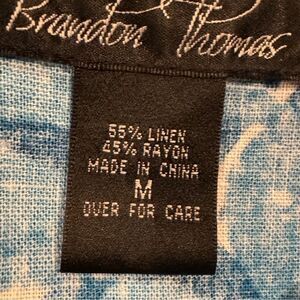 Brandon Thomas
55% LINEN
45% RAYON
MADE IN CHINA
M
OVER FOR CARE